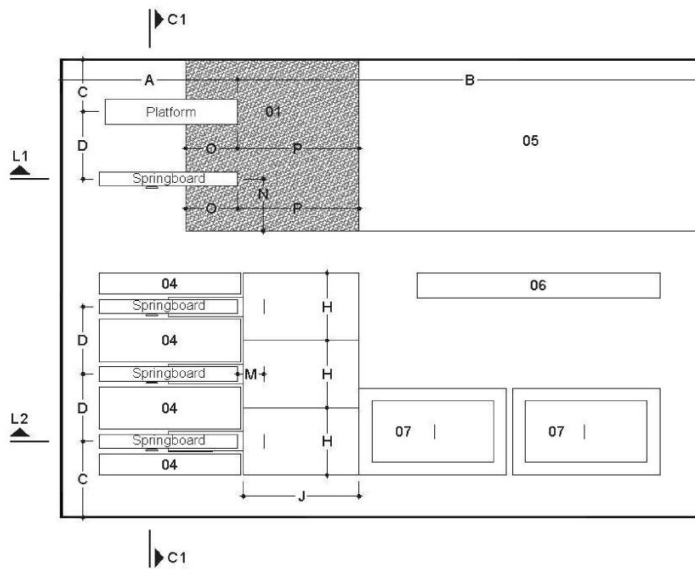 C1
A B
C
Platform 01
D 05
O P
L1
Springboard
N
O P
04
06
Springboard
H
04
D
Springboard M H
04
07 07
D
L2
Springboard H
04
C
J
C1